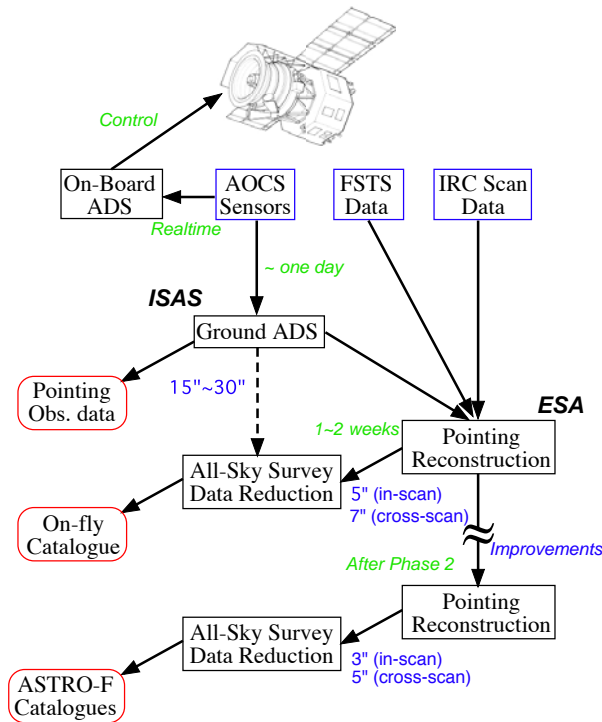 Control
On-Board
ADS
AOCS
Sensors
FSTS
Data
IRC Scan
Data
Realtime
~ one day
ISAS
Ground ADS
Pointing
Obs. data
15"~30"
ESA
1~2 weeks
Pointing
Reconstruction
All-Sky Survey
Data Reduction
5" (in-scan)
7" (cross-scan)
On-fly
Catalogue
Improvements
After Phase 2
Pointing
Reconstruction
All-Sky Survey
Data Reduction
3" (in-scan)
5" (cross-scan)
ASTRO-F
Catalogues